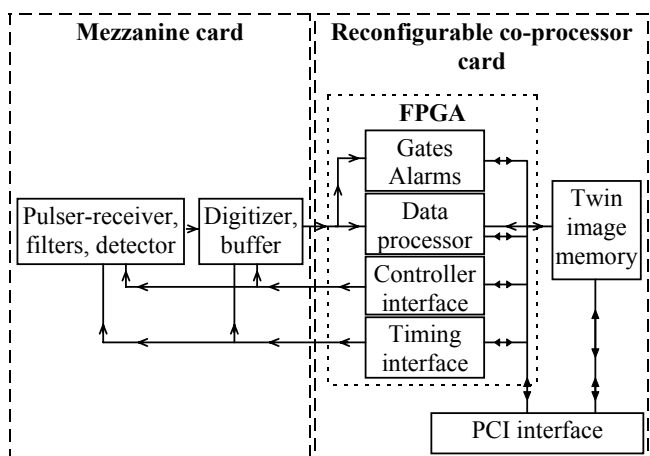 Mezzanine card
Reconfigurable co-processor
card
FPGA
Gates
Alarms
Pulser-receiver,
filters, detector
Digitizer,
buffer
Data
processor
Twin
image
memory
Controller
interface
Timing
interface
PCI interface